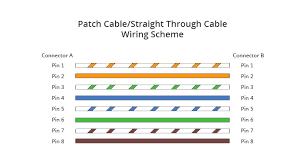 Patch Cable/Straight Through Cable
Wiring Scheme
Connector A Connector B
Pin 1 Pin 1
Pin 2 Pin 2
Pin 3 Pin 3
Pin 4 Pin 4
Pin 5 Pin 5
Pin 6 Pin 6
Pin 7 Pin 7
Pin 8 Pin 8